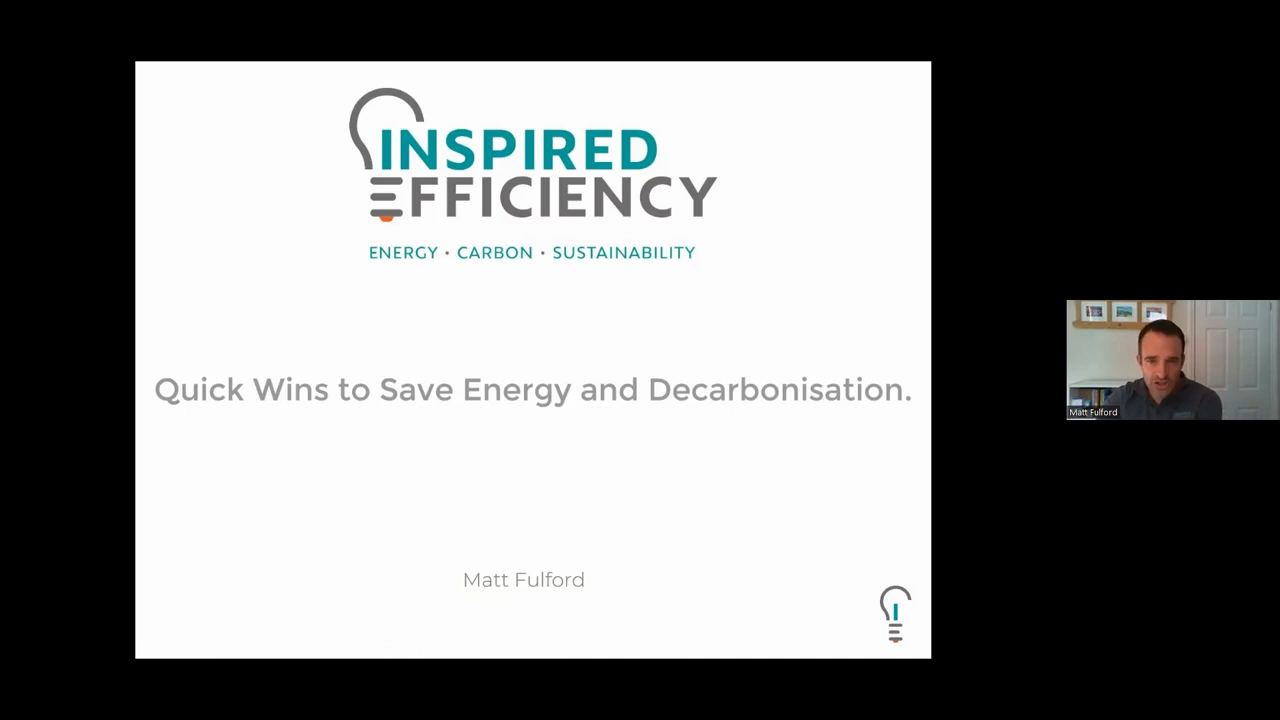 INSPIRED
EFFICIENCY
ENERGY · CARBON · SUSTAINABILITY
Quick Wins to Save Energy and Decarbonisation.
Matt Fulford
Matt Fulford